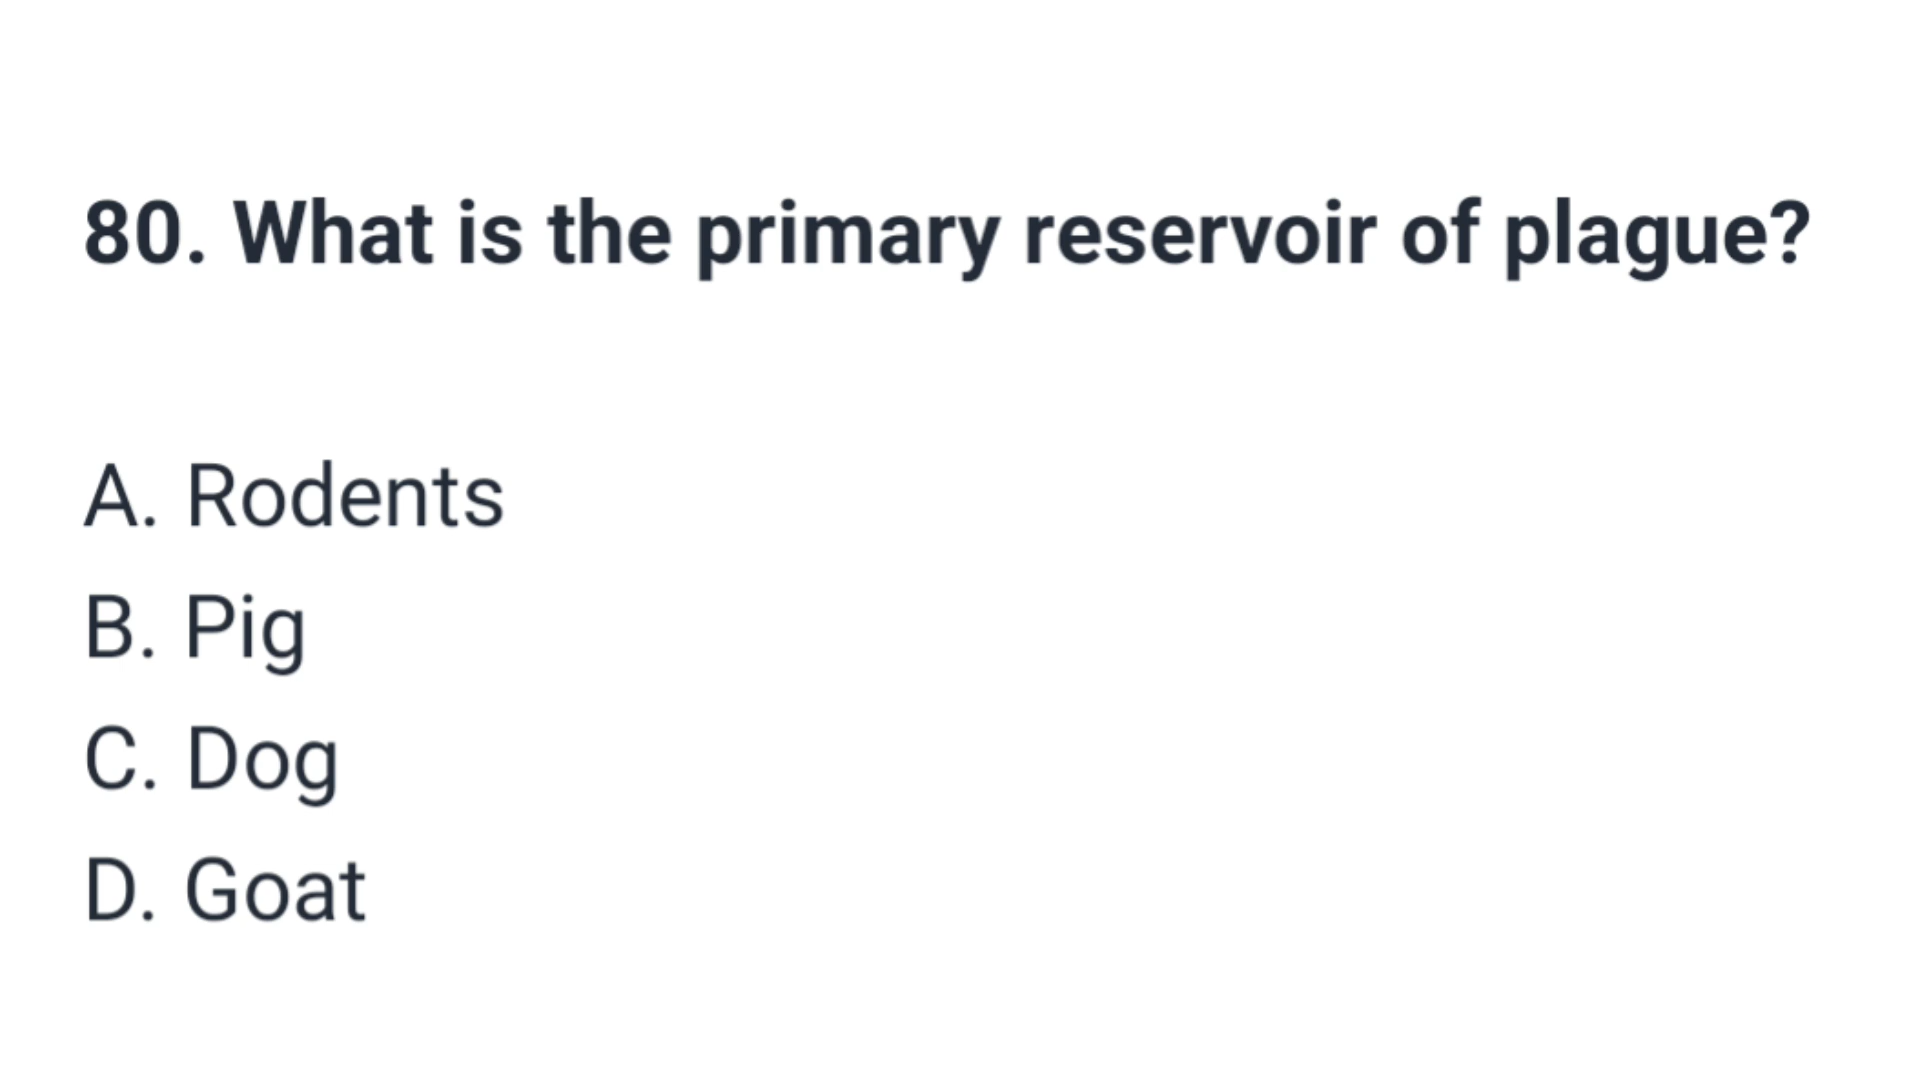 80. What is the primary reservoir of plague?
A. Rodents
B. Pig
C. Dog
D. Goat